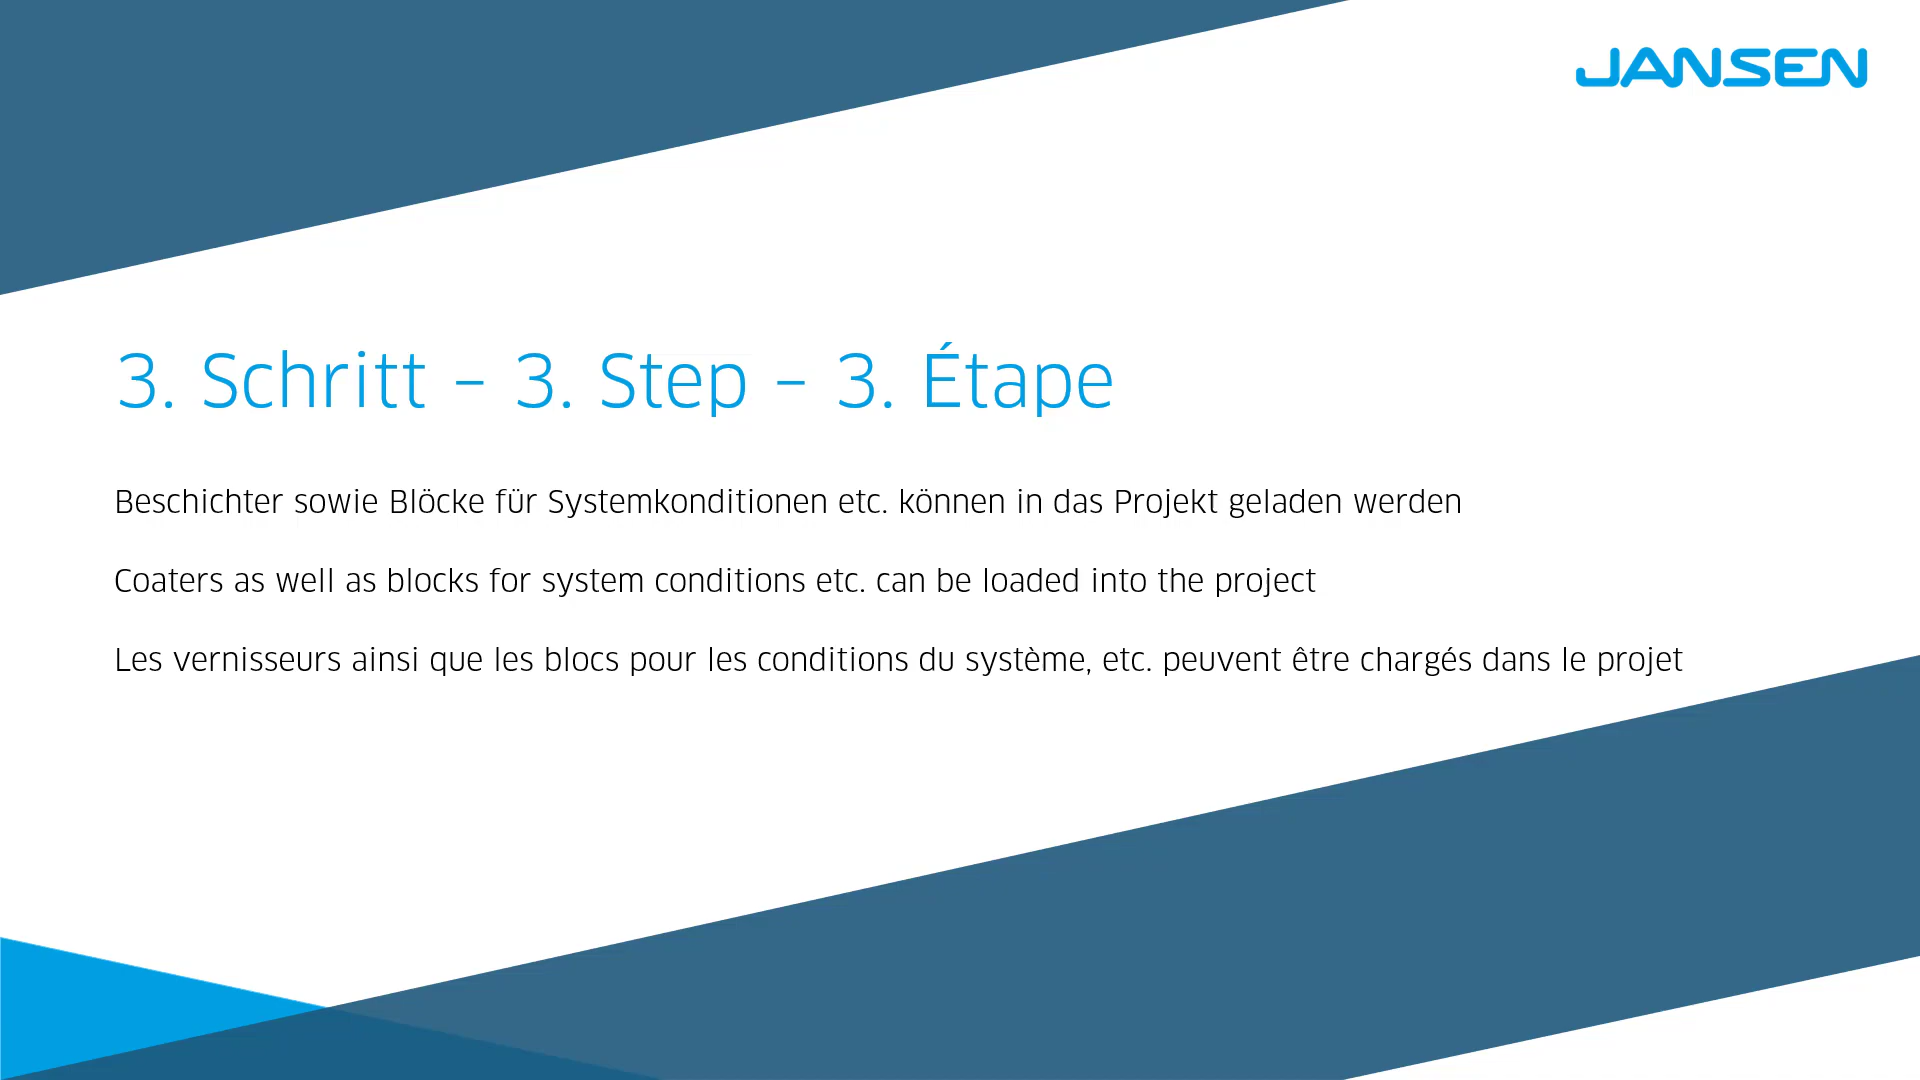 JANSEN
3. Schritt – 3. Step – 3. Étape
Beschichter sowie Blöcke für Systemkonditionen etc. können in das Projekt geladen werden
Coaters as well as blocks for system conditions etc. can be loaded into the project
Les vernisseurs ainsi que les blocs pour les conditions du système, etc. peuvent être chargés dans le projet